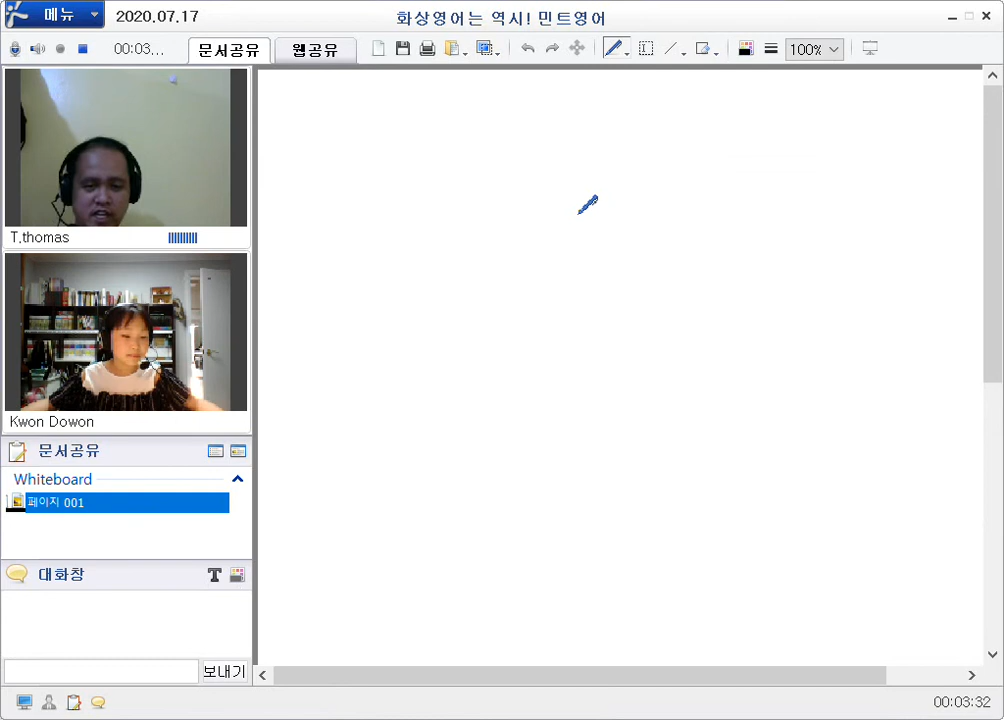 메뉴
2020.07.17
화상영어는 역시! 민트영어
00:03...
문서공유
웹공유
100%
T.thomas
Kwon Dowon
문서공유
Whiteboard
페이지 001
대화창
보내기
00:03:32